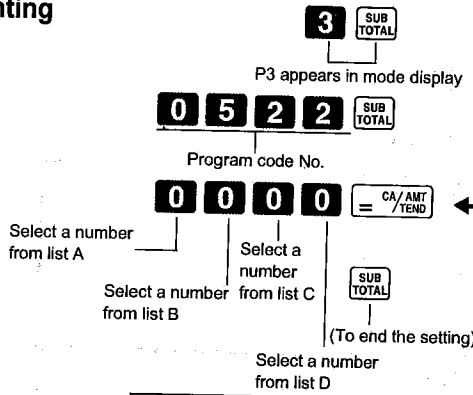 nting
3 SUB TOTAL
P3 appears in mode display
0 5 2 2 SUB TOTAL
Program code No.
0 0 0 0 = CA/AMT/TEND
Select a number
from list A
Select a
number
from list C
Select a number
from list B
SUB TOTAL
(To end the setting)
Select a number
from list D